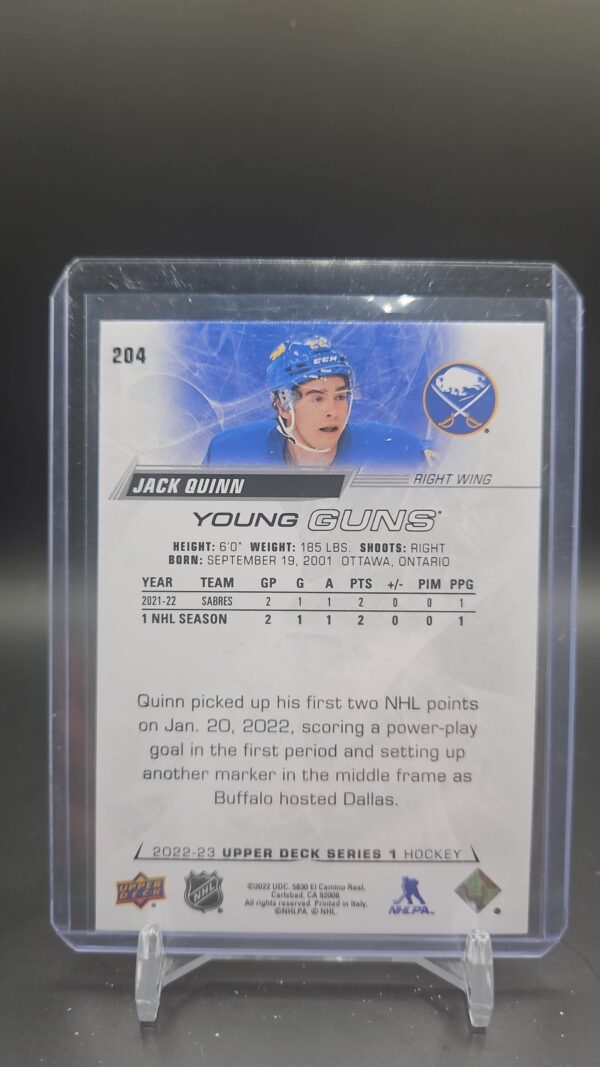 204
CCM
JACK QUINN
RIGHT WING
YOUNG GUNS
HEIGHT: 6'0" WEIGHT: 185 LBS. SHOOTS: RIGHT
BORN: SEPTEMBER 19, 2001 OTTAWA, ONTARIO
YEAR TEAM GP G A PTS +/- PIM PPG
2021-22 SABRES 2 1 1 2 0 0 1
1 NHL SEASON 2 1 1 2 0 0 1
Quinn picked up his first two NHL points
on Jan. 20, 2022, scoring a power-play
goal in the first period and setting up
another marker in the middle frame as
Buffalo hosted Dallas.
2022-23 UPPER DECK SERIES 1 HOCKEY
UPPER DECK
NHL
©2022 UDC. 5830 El Camino Real,
Carlsbad, CA 92008.
All rights reserved. Printed in Italy.
©NHLPA © NHL.
NHLPA